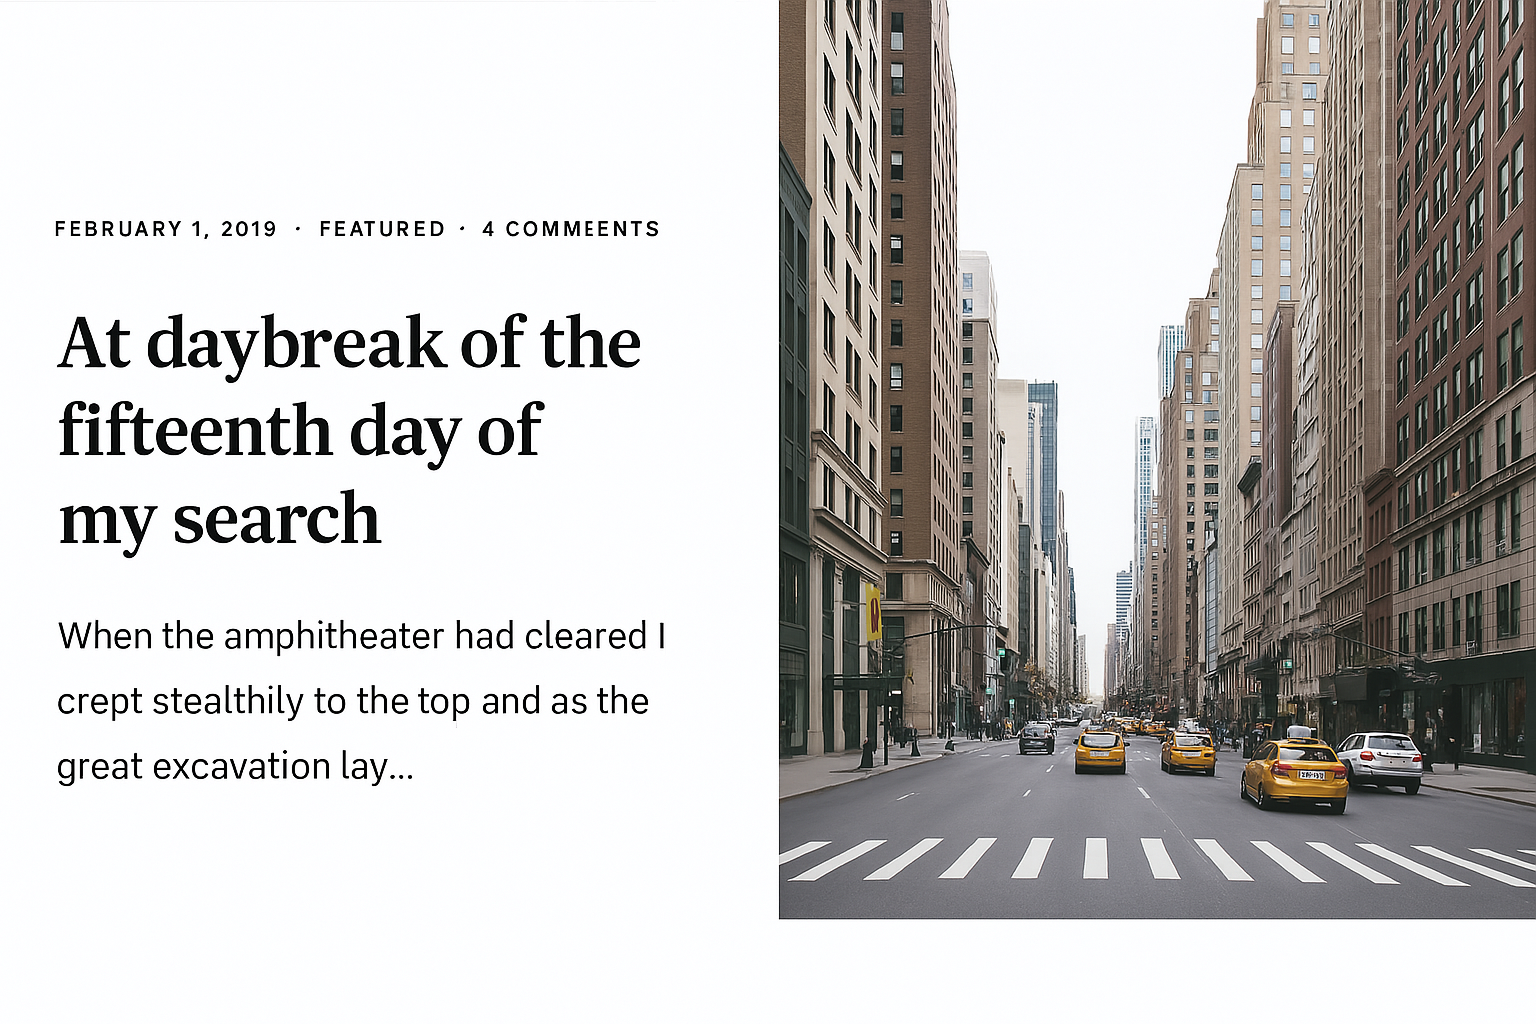 FEBRUARY 1, 2019 · FEATURED · 4 COMMEENTS
At daybreak of the
fifteenth day of
my search
When the amphitheater had cleared I
crept stealthily to the top and as the
great excavation lay...